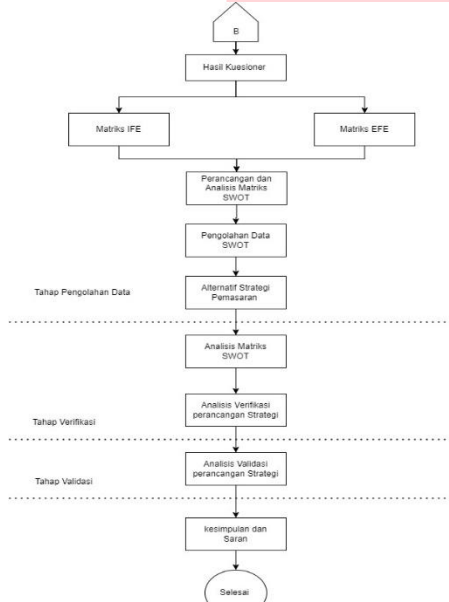 B
Hasil Kuesioner
Matriks IFE
Matriks EFE
Perancangan dan
Analisis Matriks
SWOT
Pengolahan Data
SWOT
Alternatif Strategi
Pemasaran
Tahap Pengolahan Data
Analisis Matriks
SWOT
Analisis Verifikasi
perancangan Strategi
Tahap Verifikasi
Analisis Validasi
perancangan Strategi
Tahap Validasi
kesimpulan dan
Saran
Selesai